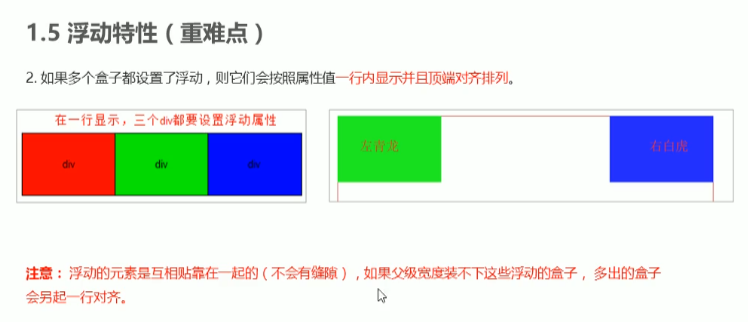 1.5 浮动特性（重难点）
2. 如果多个盒子都设置了浮动，则它们会按照属性值一行内显示并且顶端对齐排列。
在一行显示，三个div都要设置浮动属性
div div div
左青龙 右白虎
注意： 浮动的元素是互相贴靠在一起的（不会有缝隙），如果父级宽度装不下这些浮动的盒子， 多出的盒子
会另起一行对齐。